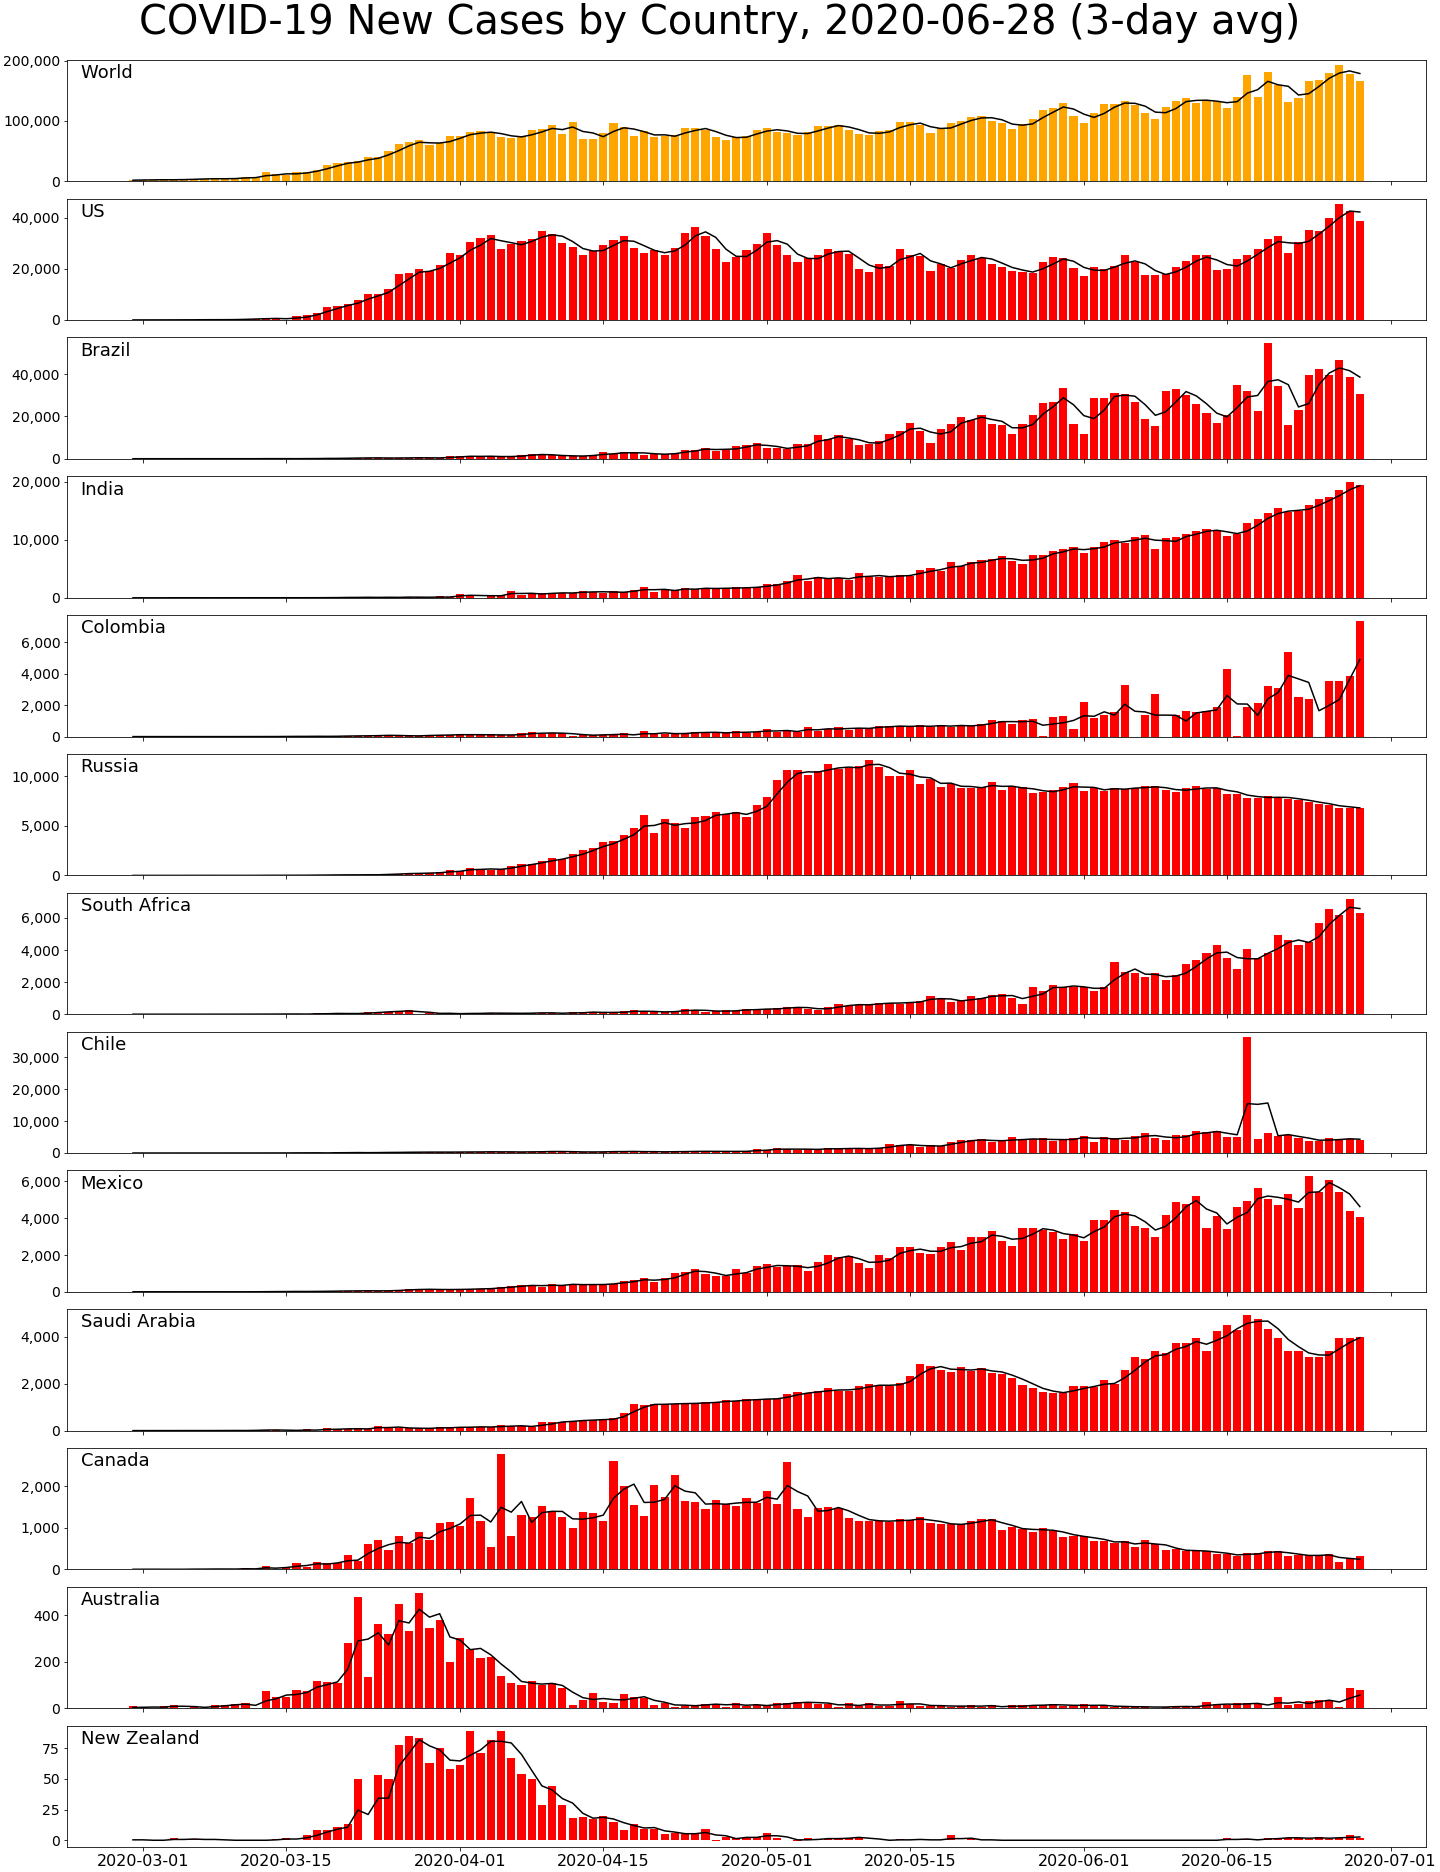 COVID-19 New Cases by Country, 2020-06-28 (3-day avg)
World
200,000
100,000
0
US
40,000
20,000
0
Brazil
40,000
20,000
0
India
20,000
10,000
0
Colombia
6,000
4,000
2,000
0
Russia
10,000
5,000
0
South Africa
6,000
4,000
2,000
0
Chile
30,000
20,000
10,000
0
Mexico
6,000
4,000
2,000
0
Saudi Arabia
4,000
2,000
0
Canada
2,000
1,000
0
Australia
400
200
0
New Zealand
75
50
25
0
2020-03-01 2020-03-15 2020-04-01 2020-04-15 2020-05-01 2020-05-15 2020-06-01 2020-06-15 2020-07-01